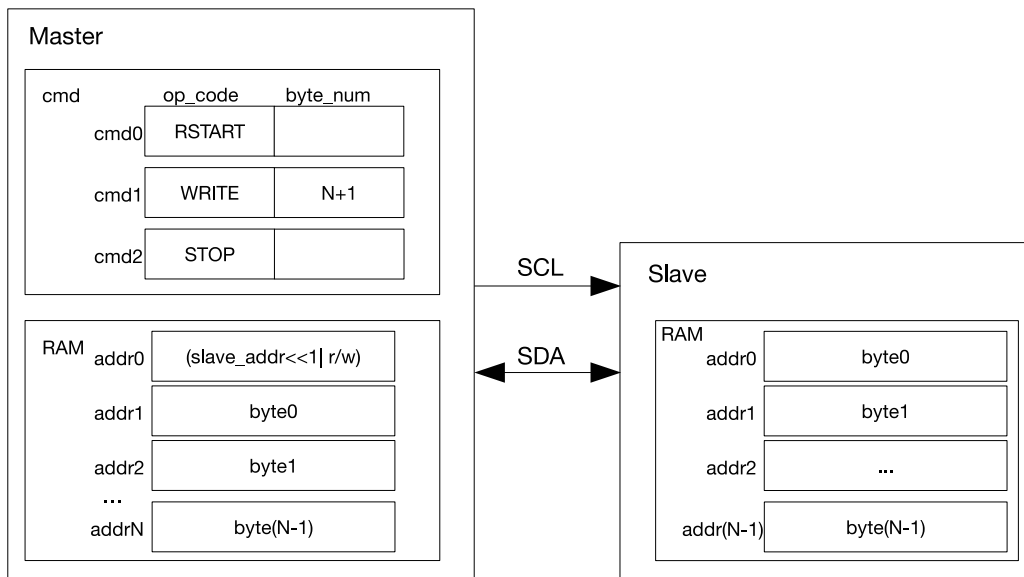 Master
cmd op_code byte_num
cmd0 RSTART
cmd1 WRITE N+1
cmd2 STOP
RAM
addr0 (slave_addr<<1| r/w)
addr1 byte0
addr2 byte1
...
addrN byte(N-1)
SCL
SDA
Slave
RAM
addr0 byte0
addr1 byte1
addr2 ...
addr(N-1) byte(N-1)